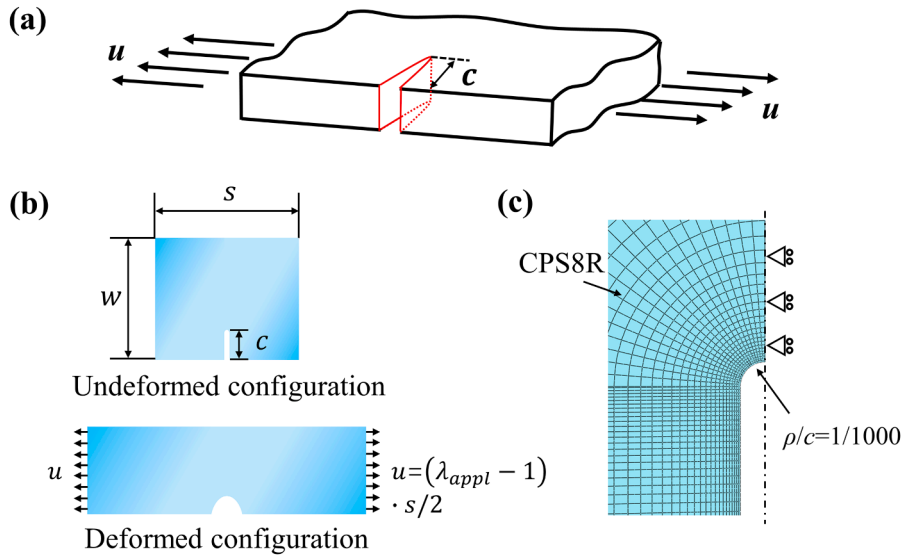 (a)
u
c
u
(b)
s
w
c
Undeformed configuration
u
u=(λ_appl − 1)
· s/2
Deformed configuration
(c)
CPS8R
ρ/c=1/1000